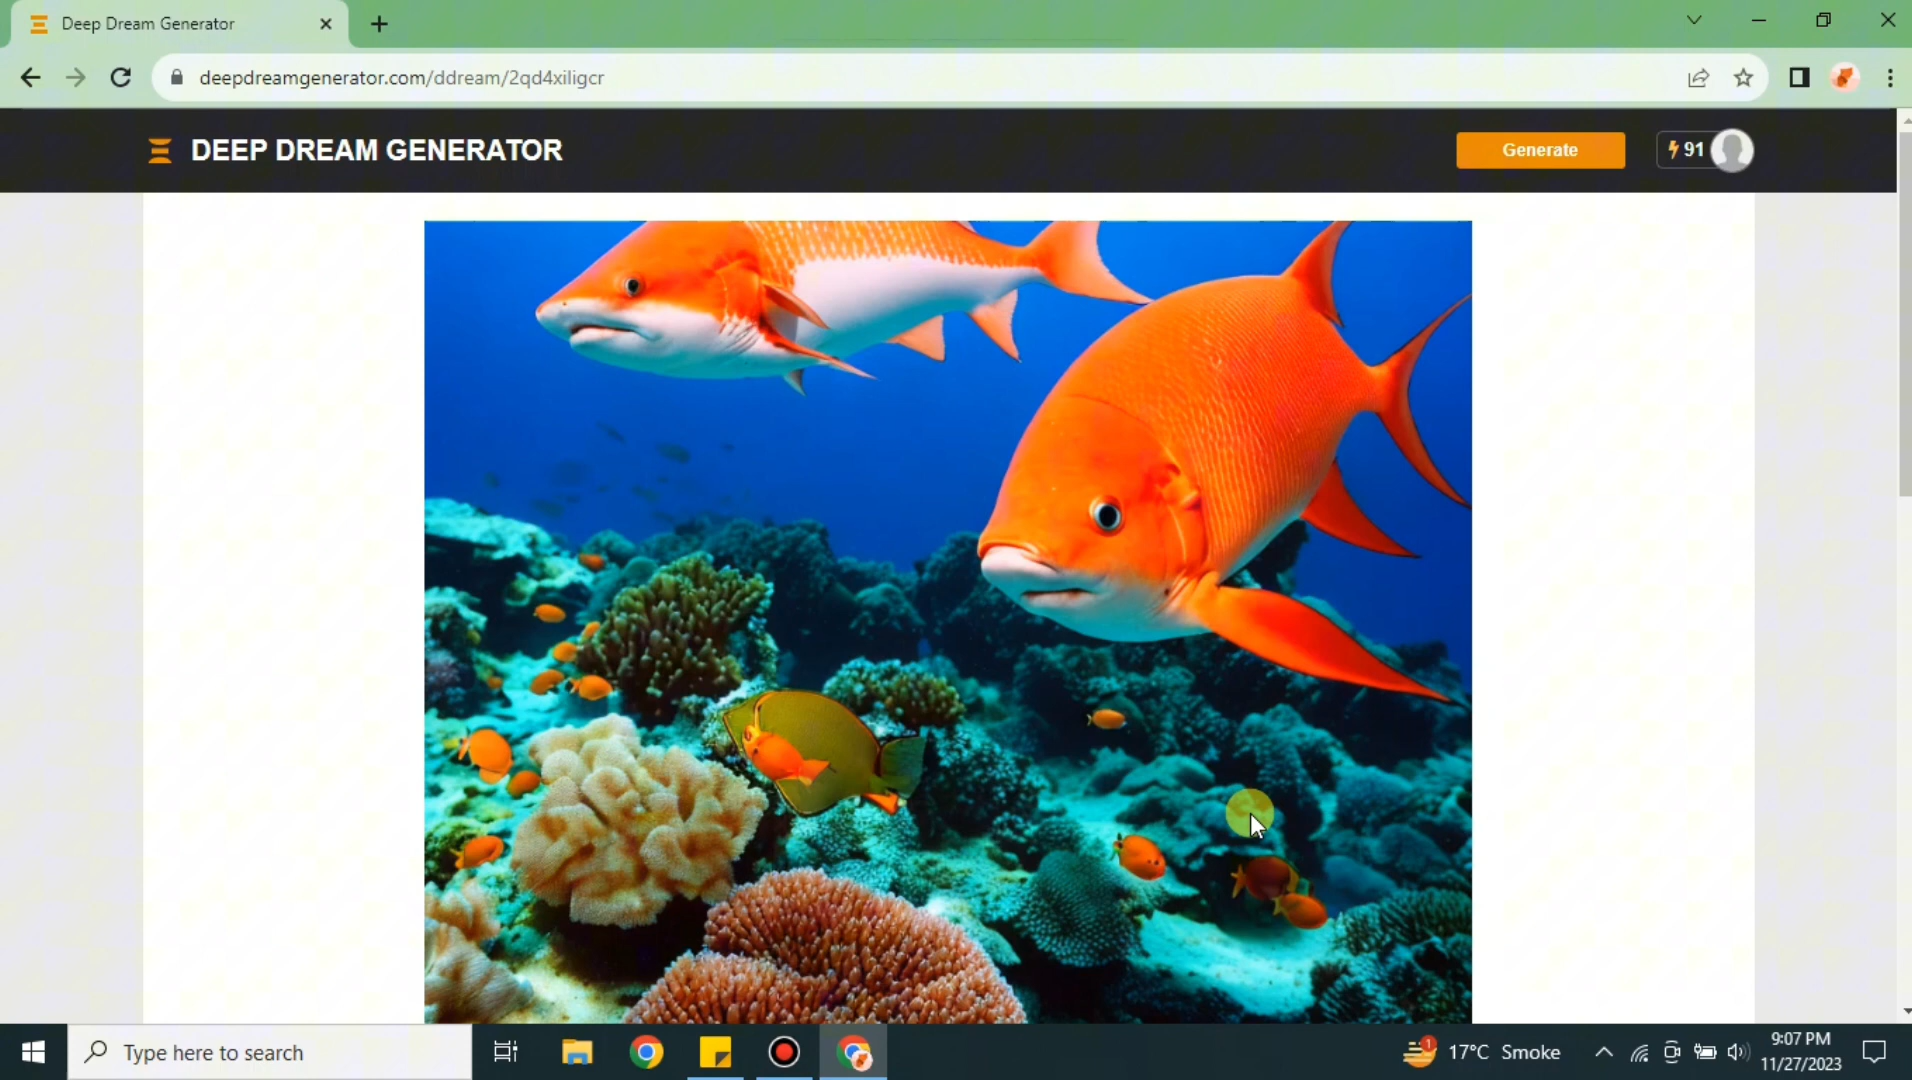 Deep Dream Generator
deepdreamgenerator.com/ddream/2qd4xiligcr
DEEP DREAM GENERATOR
Generate
91
Type here to search
1
17°C Smoke
9:07 PM
11/27/2023